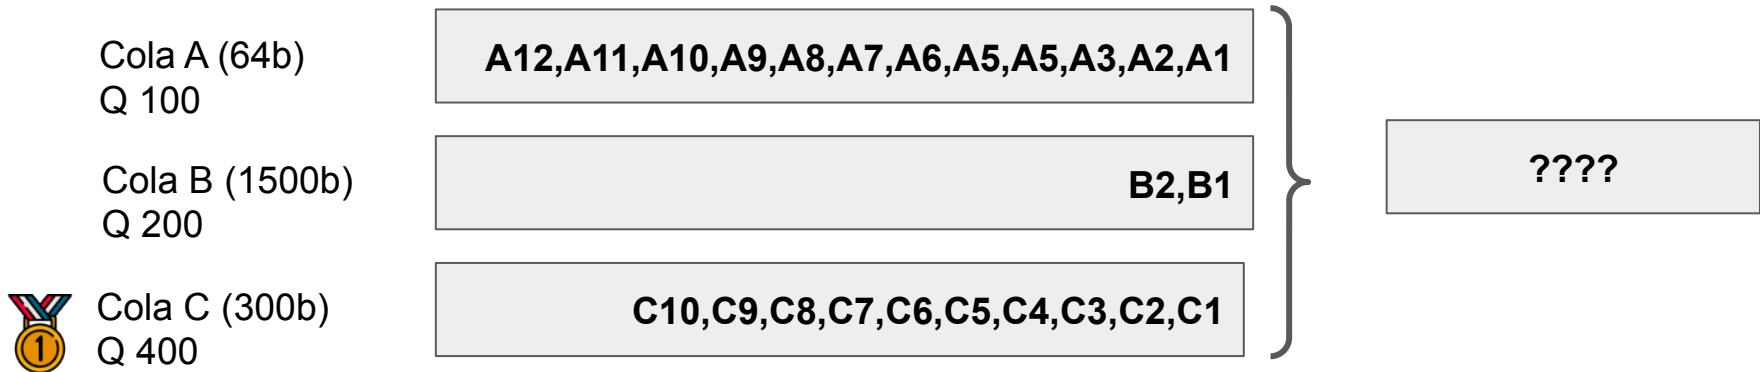 Cola A (64b)
Q 100
A12,A11,A10,A9,A8,A7,A6,A5,A5,A3,A2,A1
Cola B (1500b)
Q 200
B2,B1
????
1
Cola C (300b)
Q 400
C10,C9,C8,C7,C6,C5,C4,C3,C2,C1